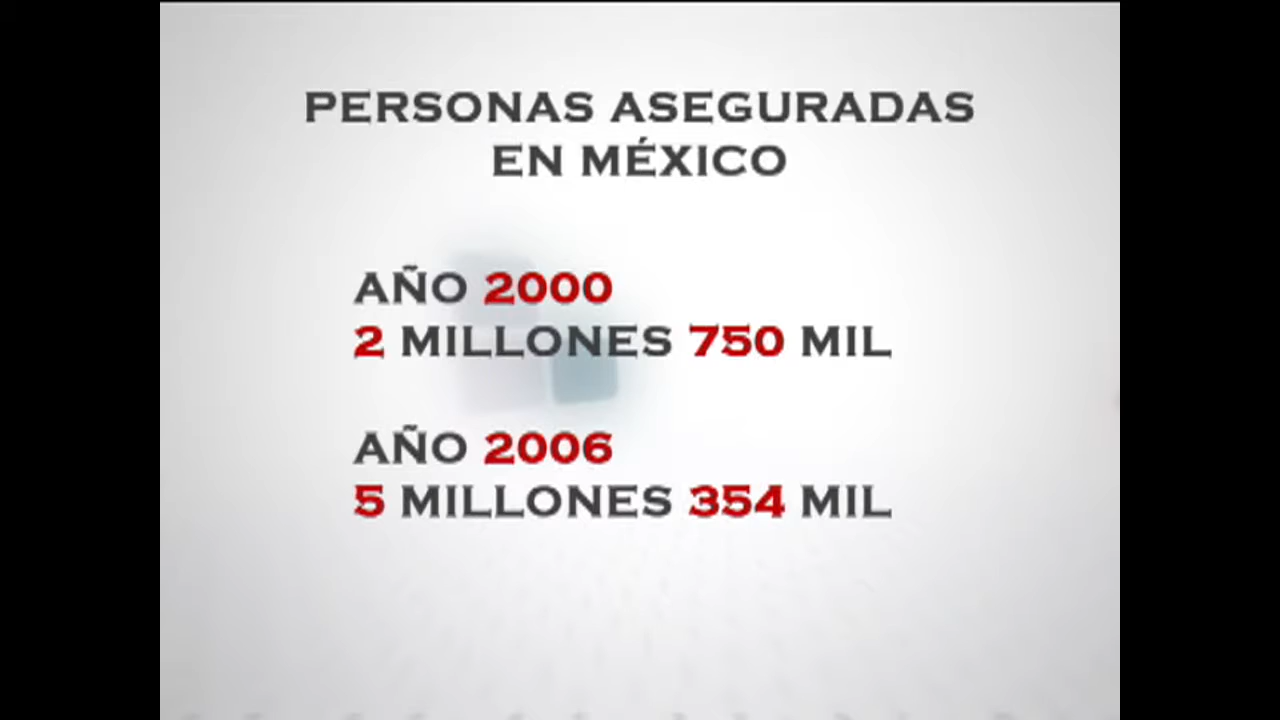 PERSONAS ASEGURADAS
EN MÉXICO
AÑO 2000
2 MILLONES 750 MIL
AÑO 2006
5 MILLONES 354 MIL